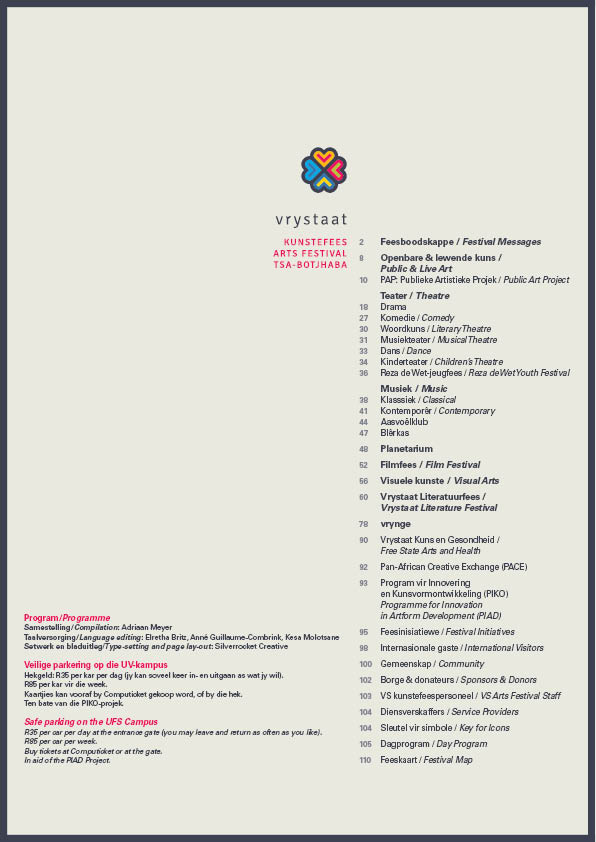 vrystaat
KUNSTEFEES
ARTS FESTIVAL
TSA-BOTJHABA
2 Feesboodskappe / Festival Messages
8 Openbare & lewende kuns /
Public & Live Art
10 PAP: Publieke Artistieke Projek / Public Art Project
Teater / Theatre
18 Drama
27 Komedie / Comedy
30 Woordkuns / Literary Theatre
31 Musiekteater / Musical Theatre
33 Dans / Dance
34 Kinderteater / Children's Theatre
36 Reza de Wet-jeugfees / Reza de Wet Youth Festival
Musiek / Music
38 Klasssiek / Classical
41 Kontemporêr / Contemporary
44 Aasvoëlklub
47 Blêrkas
48 Planetarium
52 Filmfees / Film Festival
56 Visuele kunste / Visual Arts
60 Vrystaat Literatuurfees /
Vrystaat Literature Festival
78 vrynge
90 Vrystaat Kuns en Gesondheid /
Free State Arts and Health
92 Pan-African Creative Exchange (PACE)
93 Program vir Innovering
en Kunsvormontwikkeling (PIKO)
Programme for Innovation
in Artform Development (PIAD)
95 Feesinisiatiewe / Festival Initiatives
98 Internasionale gaste / International Visitors
100 Gemeenskap / Community
102 Borge & donateurs / Sponsors & Donors
103 VS kunstefeespersoneel / VS Arts Festival Staff
104 Diensverskaffers / Service Providers
104 Sleutel vir simbole / Key for Icons
105 Dagprogram / Day Program
110 Feeskaart / Festival Map
Program/Programme
Samestelling/Compilation: Adriaan Meyer
Taalversorging/Language editing: Elretha Britz, Anné Guillaume-Combrink, Kesa Molotsane
Setwerk en bladuitleg/Type-setting and page lay-out: Silverrocket Creative
Veilige parkering op die UV-kampus
Hekgeld: R35 per kar per dag (jy kan soveel keer in- en uitgaan as wat jy wil).
R85 per kar vir die week.
Kaartjies kan vooraf by Computicket gekoop word, of by die hek.
Ten bate van die PIKO-projek.
Safe parking on the UFS Campus
R35 per car per day at the entrance gate (you may leave and return as often as you like).
R85 per car per week.
Buy tickets at Computicket or at the gate.
In aid of the PIAD Project.